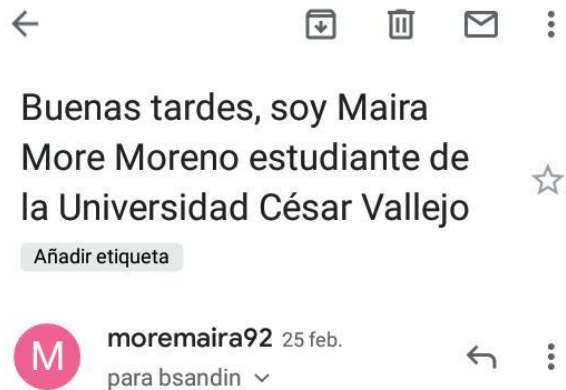 Buenas tardes, soy Maira
More Moreno estudiante de
la Universidad César Vallejo
Añadir etiqueta
M
moremaira92 25 feb.
para bsandin